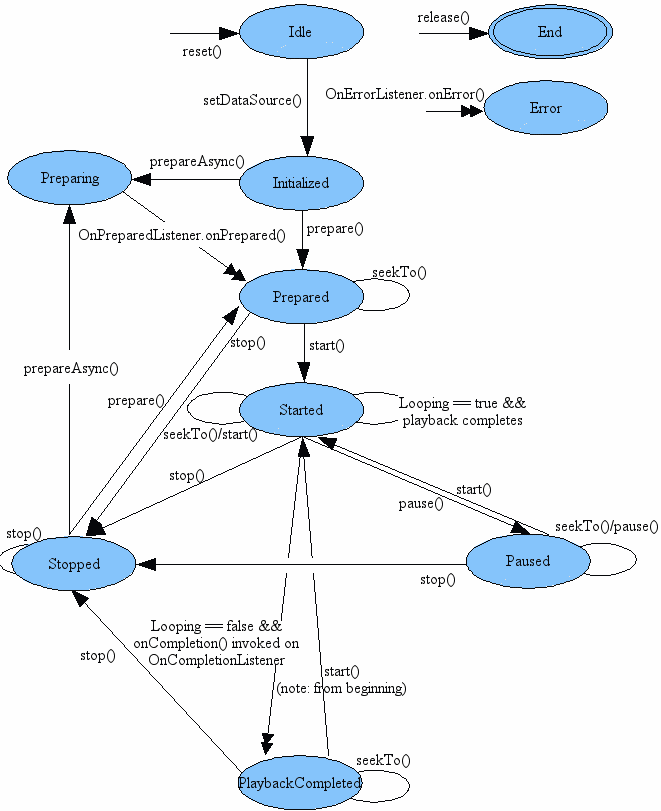 Idle
release()
End
reset()
OnErrorListener.onError()
Error
setDataSource()
prepareAsync()
Preparing
Initialized
prepare()
OnPreparedListener.onPrepared()
seekTo()
Prepared
stop()
start()
prepareAsync()
prepare()
Started
Looping == true &&
playback completes
seekTo()/start()
stop()
start()
pause()
seekTo()/pause()
stop()
Stopped
Paused
stop()
Looping == false &&
onCompletion() invoked on
OnCompletionListener
stop()
start()
(note: from beginning)
seekTo()
PlaybackCompleted